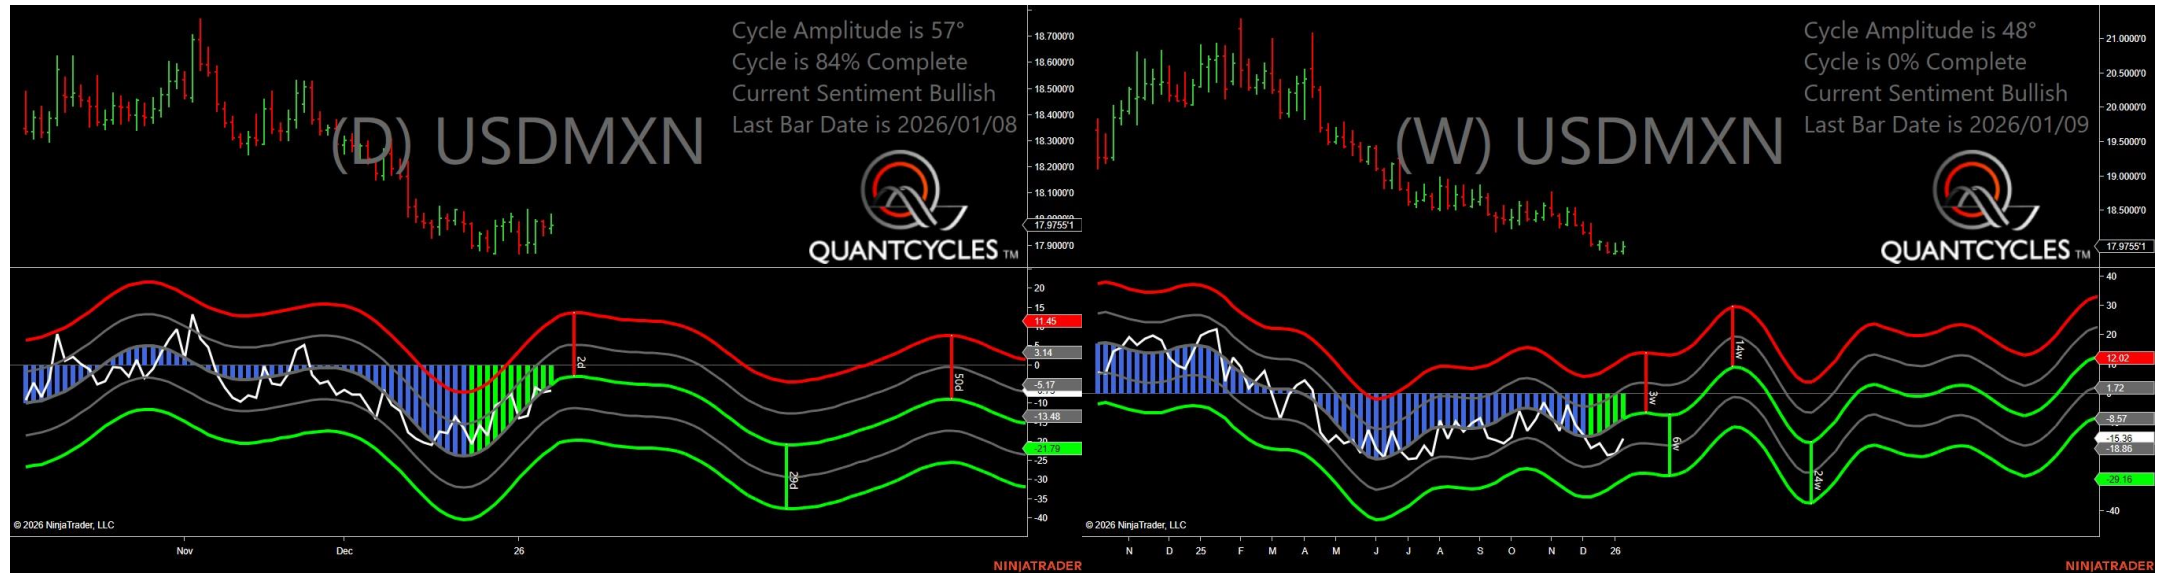 Cycle Amplitude is 57°
Cycle is 84% Complete
Current Sentiment Bullish
Last Bar Date is 2026/01/08
(D) USDMXN
QUANTCYCLES TM
18.7000'0
18.6000'0
18.5000'0
18.4000'0
18.3000'0
18.2000'0
18.1000'0
17.9755'1
17.9000'0
20
15
11.45
3.14
0
-5.17
-10
-13.48
-21.79
-25
-30
-35
-40
2d
29d
50d
© 2026 NinjaTrader, LLC
Nov
Dec
26
NINJATRADER
Cycle Amplitude is 48°
Cycle is 0% Complete
Current Sentiment Bullish
Last Bar Date is 2026/01/09
(W) USDMXN
QUANTCYCLES TM
21.0000'0
20.5000'0
20.0000'0
19.5000'0
19.0000'0
18.5000'0
17.9755'1
40
30
20
12.02
1.72
-8.57
-15.36
-18.86
-29.16
-40
3w
6w
14w
24w
© 2026 NinjaTrader, LLC
N
D
25
F
M
A
M
J
J
A
S
O
N
D
26
NINJATRADER